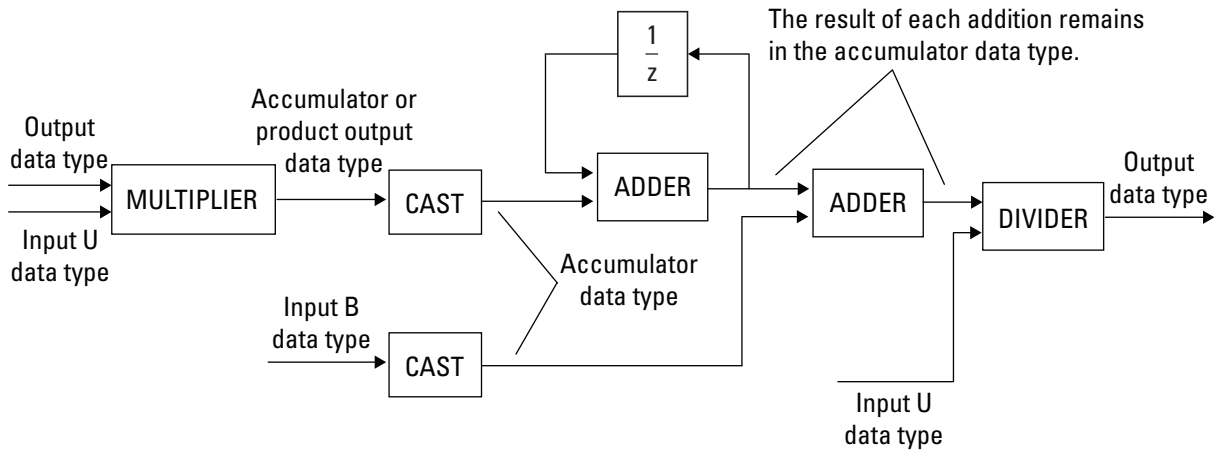 The result of each addition remains
in the accumulator data type.
1
z
Accumulator or
product output
data type
Output
data type
MULTIPLIER
CAST
ADDER
ADDER
DIVIDER
Output
data type
Input U
data type
Accumulator
data type
Input B
data type
CAST
Input U
data type